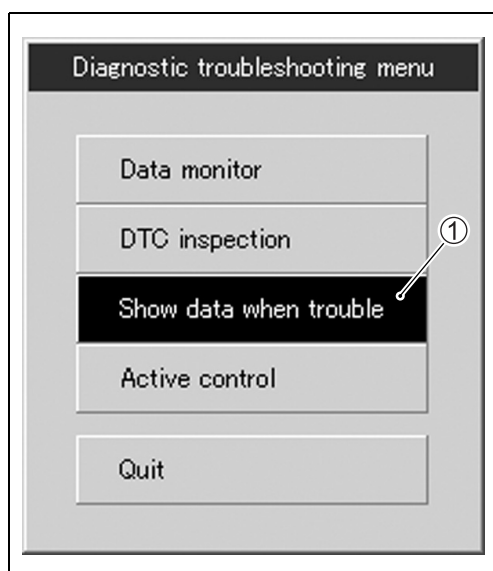 Diagnostic troubleshooting menu
Data monitor
DTC inspection
1
Show data when trouble
Active control
Quit